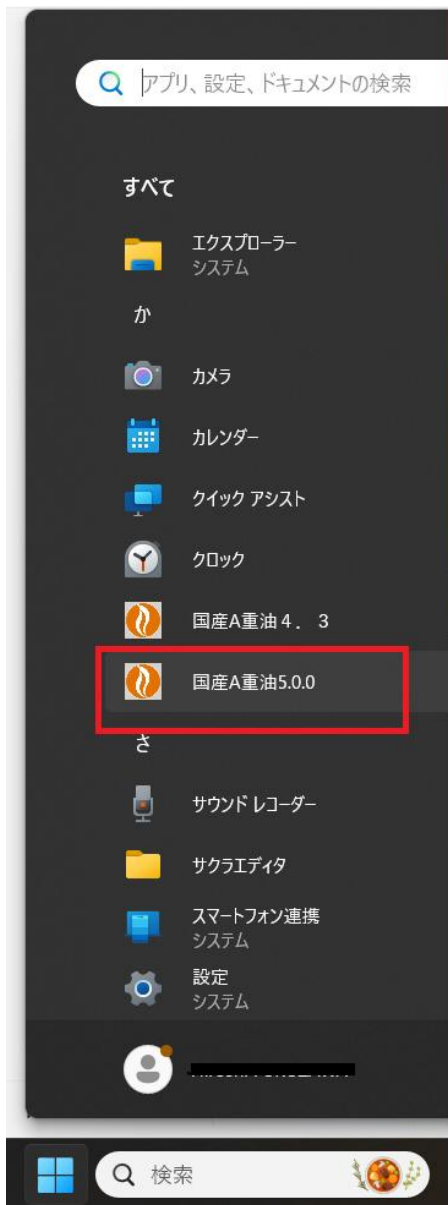 アプリ、設定、ドキュメントの検索
すべて
エクスプローラー
システム
か
カメラ
カレンダー
クイック アシスト
クロック
国産A重油４．３
国産A重油5.0.0
さ
サウンド レコーダー
サクラエディタ
スマートフォン連携
システム
設定
システム
検索